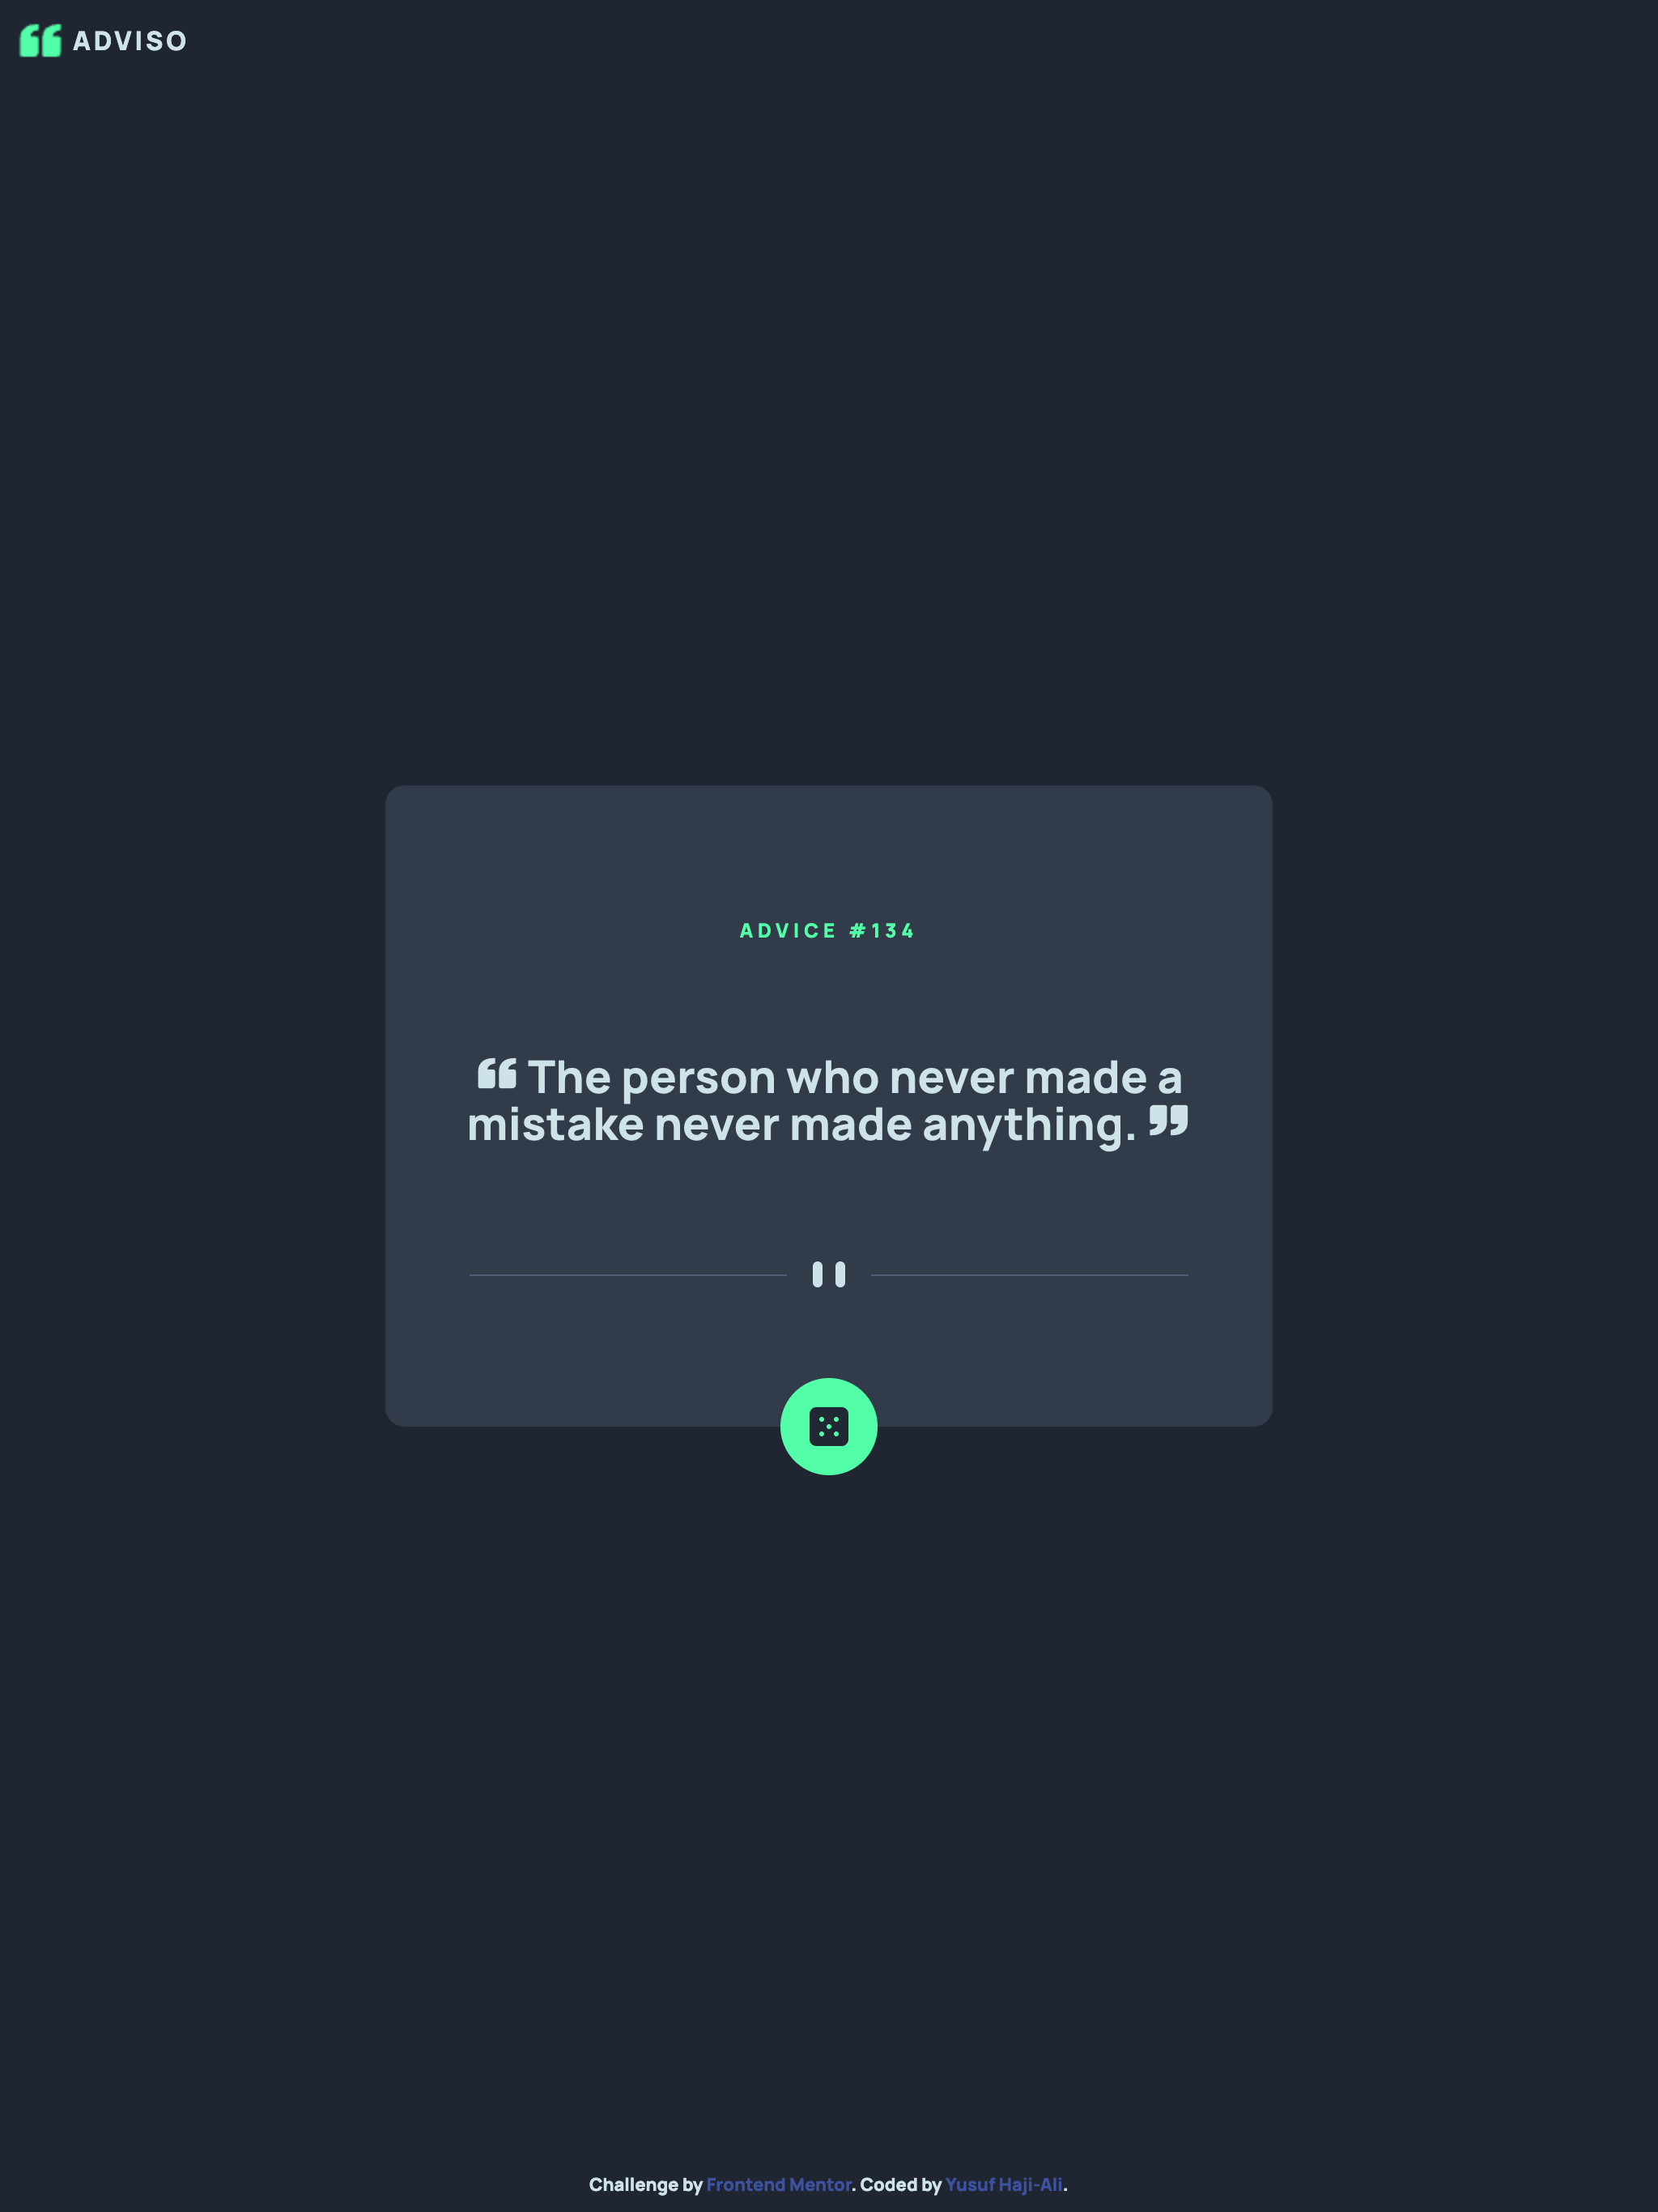 ADVISO
ADVICE #134
“ The person who never made a
mistake never made anything. ”
Challenge by Frontend Mentor. Coded by Yusuf Haji-Ali.